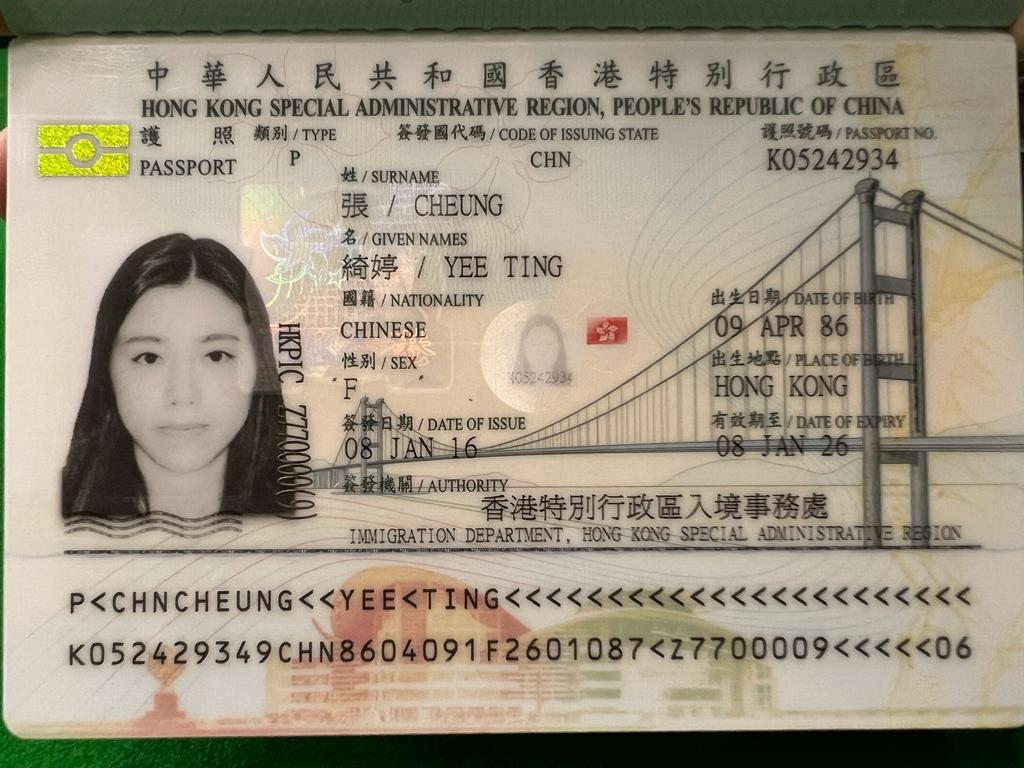 中華人民共和國香港特別行政區
HONG KONG SPECIAL ADMINISTRATIVE REGION, PEOPLE'S REPUBLIC OF CHINA
護照 類別 / TYPE 簽發國代碼 / CODE OF ISSUING STATE 護照號碼 / PASSPORT NO.
PASSPORT P CHN K05242934
姓 / SURNAME
張 / CHEUNG
名 / GIVEN NAMES
綺婷 / YEE TING
國籍 / NATIONALITY 出生日期 / DATE OF BIRTH
CHINESE 09 APR 86
性別 / SEX 出生地點 / PLACE OF BIRTH
F HONG KONG
K05242934
HKPIC Z770000(9)
簽發日期 / DATE OF ISSUE 有效期至 / DATE OF EXPIRY
08 JAN 16 08 JAN 26
簽發機關 / AUTHORITY
香港特別行政區入境事務處
IMMIGRATION DEPARTMENT, HONG KONG SPECIAL ADMINISTRATIVE REGION
P<CHNCHEUNG<<YEE<TING<<<<<<<<<<<<<<<<<<<<<<<
K052429349CHN8604091F2601087<Z7700009<<<<<06